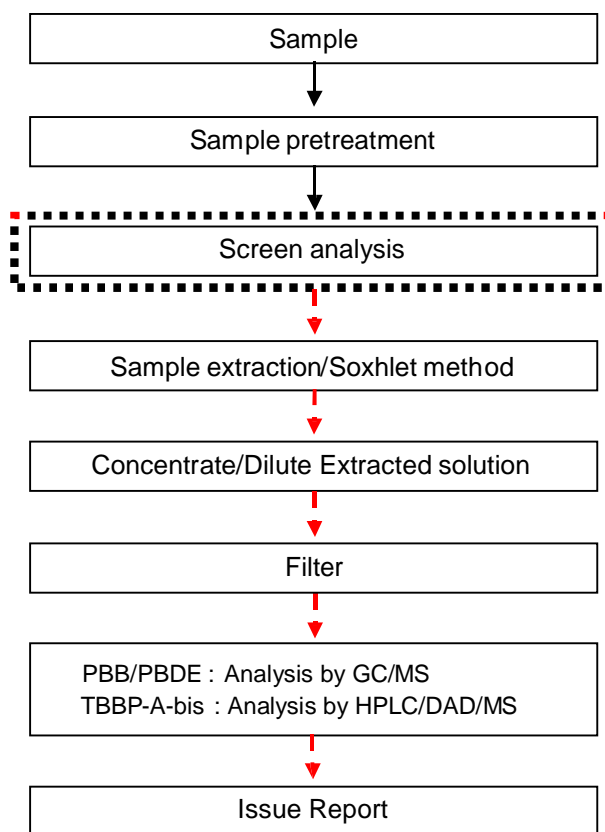 Sample
Sample pretreatment
Screen analysis
Sample extraction/Soxhlet method
Concentrate/Dilute Extracted solution
Filter
PBB/PBDE : Analysis by GC/MS
TBBP-A-bis : Analysis by HPLC/DAD/MS
Issue Report